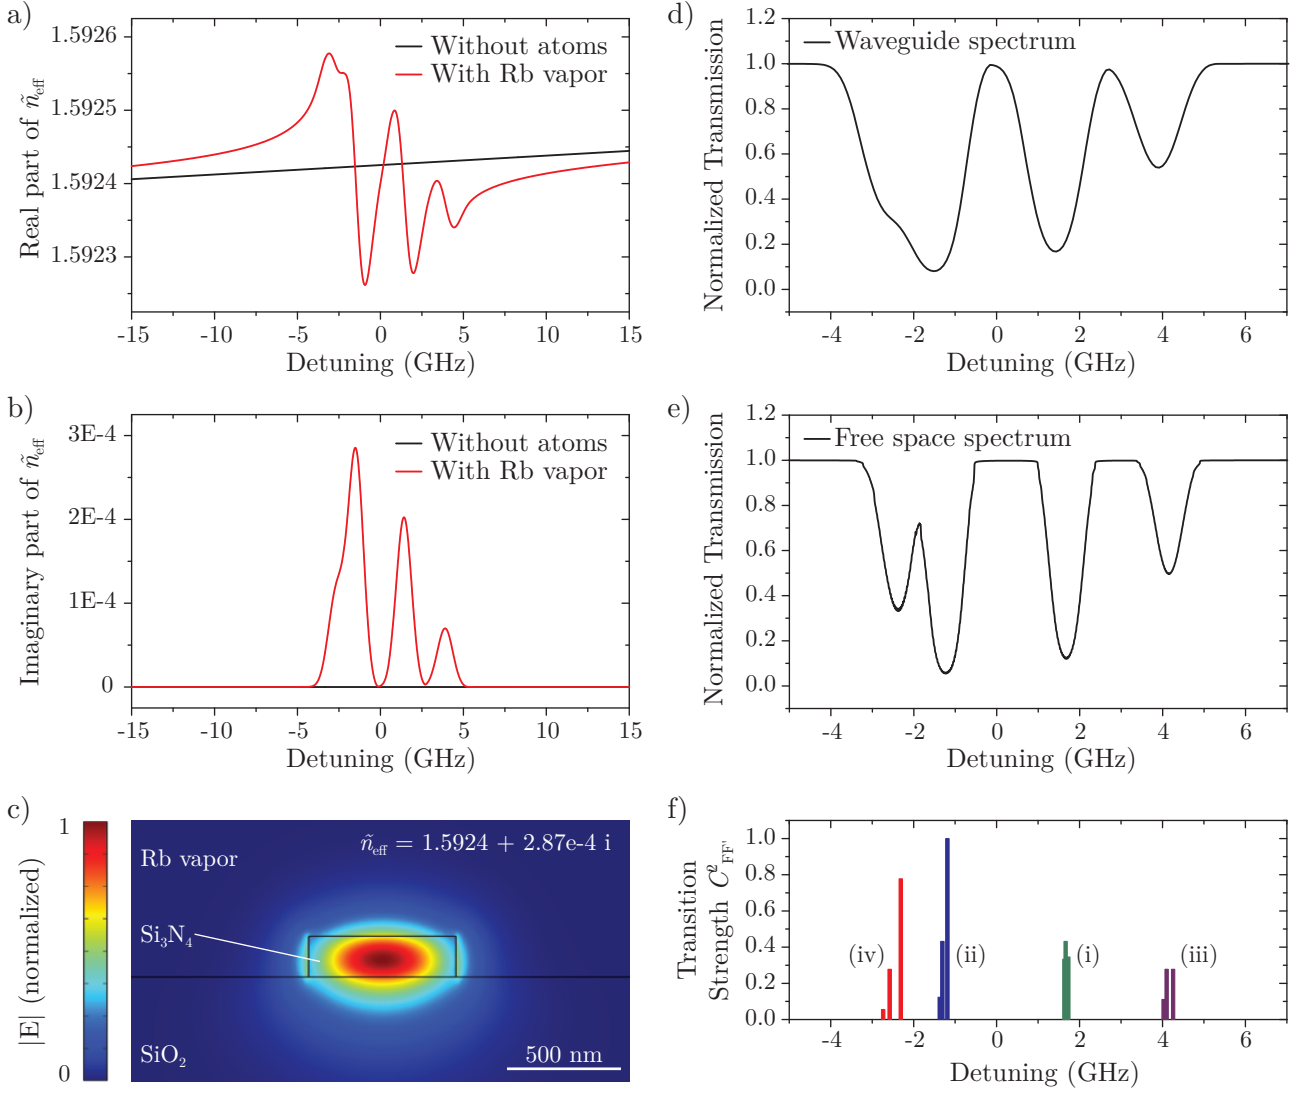 a)
Real part of ñeff
1.5926
1.5925
1.5924
1.5923
Without atoms
With Rb vapor
-15 -10 -5 0 5 10 15
Detuning (GHz)
b)
Imaginary part of ñeff
3E-4
2E-4
1E-4
0
Without atoms
With Rb vapor
-15 -10 -5 0 5 10 15
Detuning (GHz)
c)
|E| (normalized)
1
0
Rb vapor
ñeff = 1.5924 + 2.87e-4 i
Si3N4
SiO2
500 nm
d)
Normalized Transmission
1.2
1.0
0.8
0.6
0.4
0.2
0.0
Waveguide spectrum
-4 -2 0 2 4 6
Detuning (GHz)
e)
Normalized Transmission
1.2
1.0
0.8
0.6
0.4
0.2
0.0
Free space spectrum
-4 -2 0 2 4 6
Detuning (GHz)
f)
Transition
Strength C²FF'
1.0
0.8
0.6
0.4
0.2
0.0
(iv) (ii) (i) (iii)
-4 -2 0 2 4 6
Detuning (GHz)